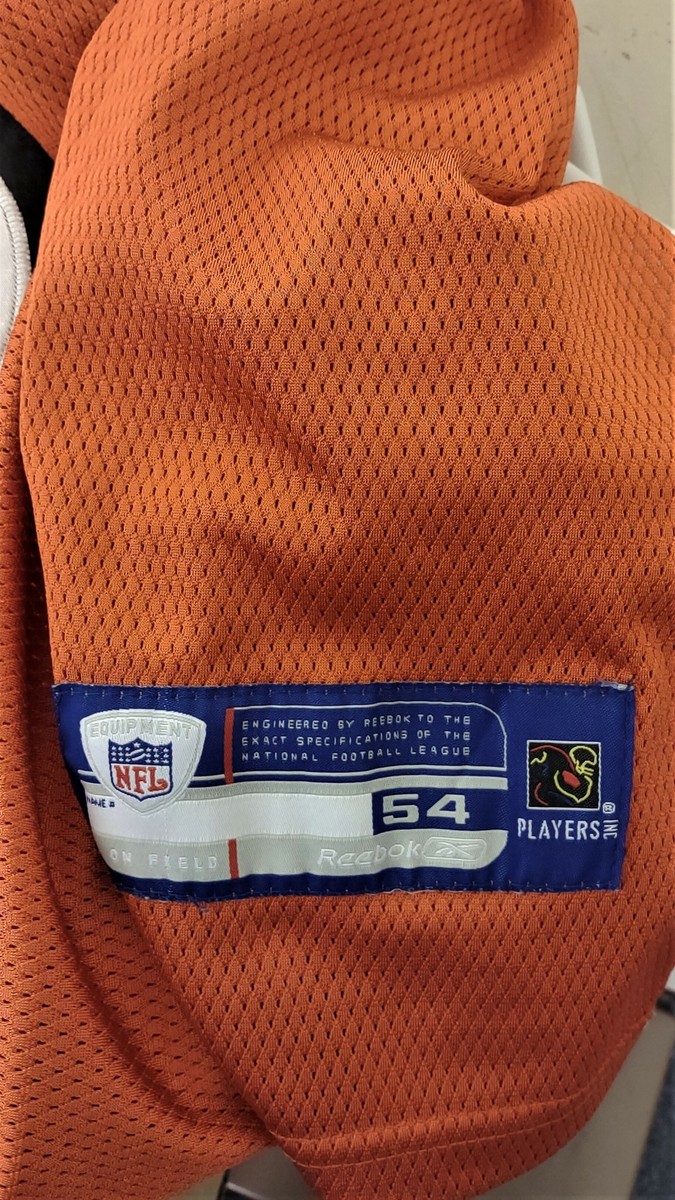 EQUIPMENT
NFL
ENGINEERED BY REEBOK TO THE
EXACT SPECIFICATIONS OF THE
NATIONAL FOOTBALL LEAGUE
NAME #
54
ON FIELD
Reebok
PLAYERS INC ®